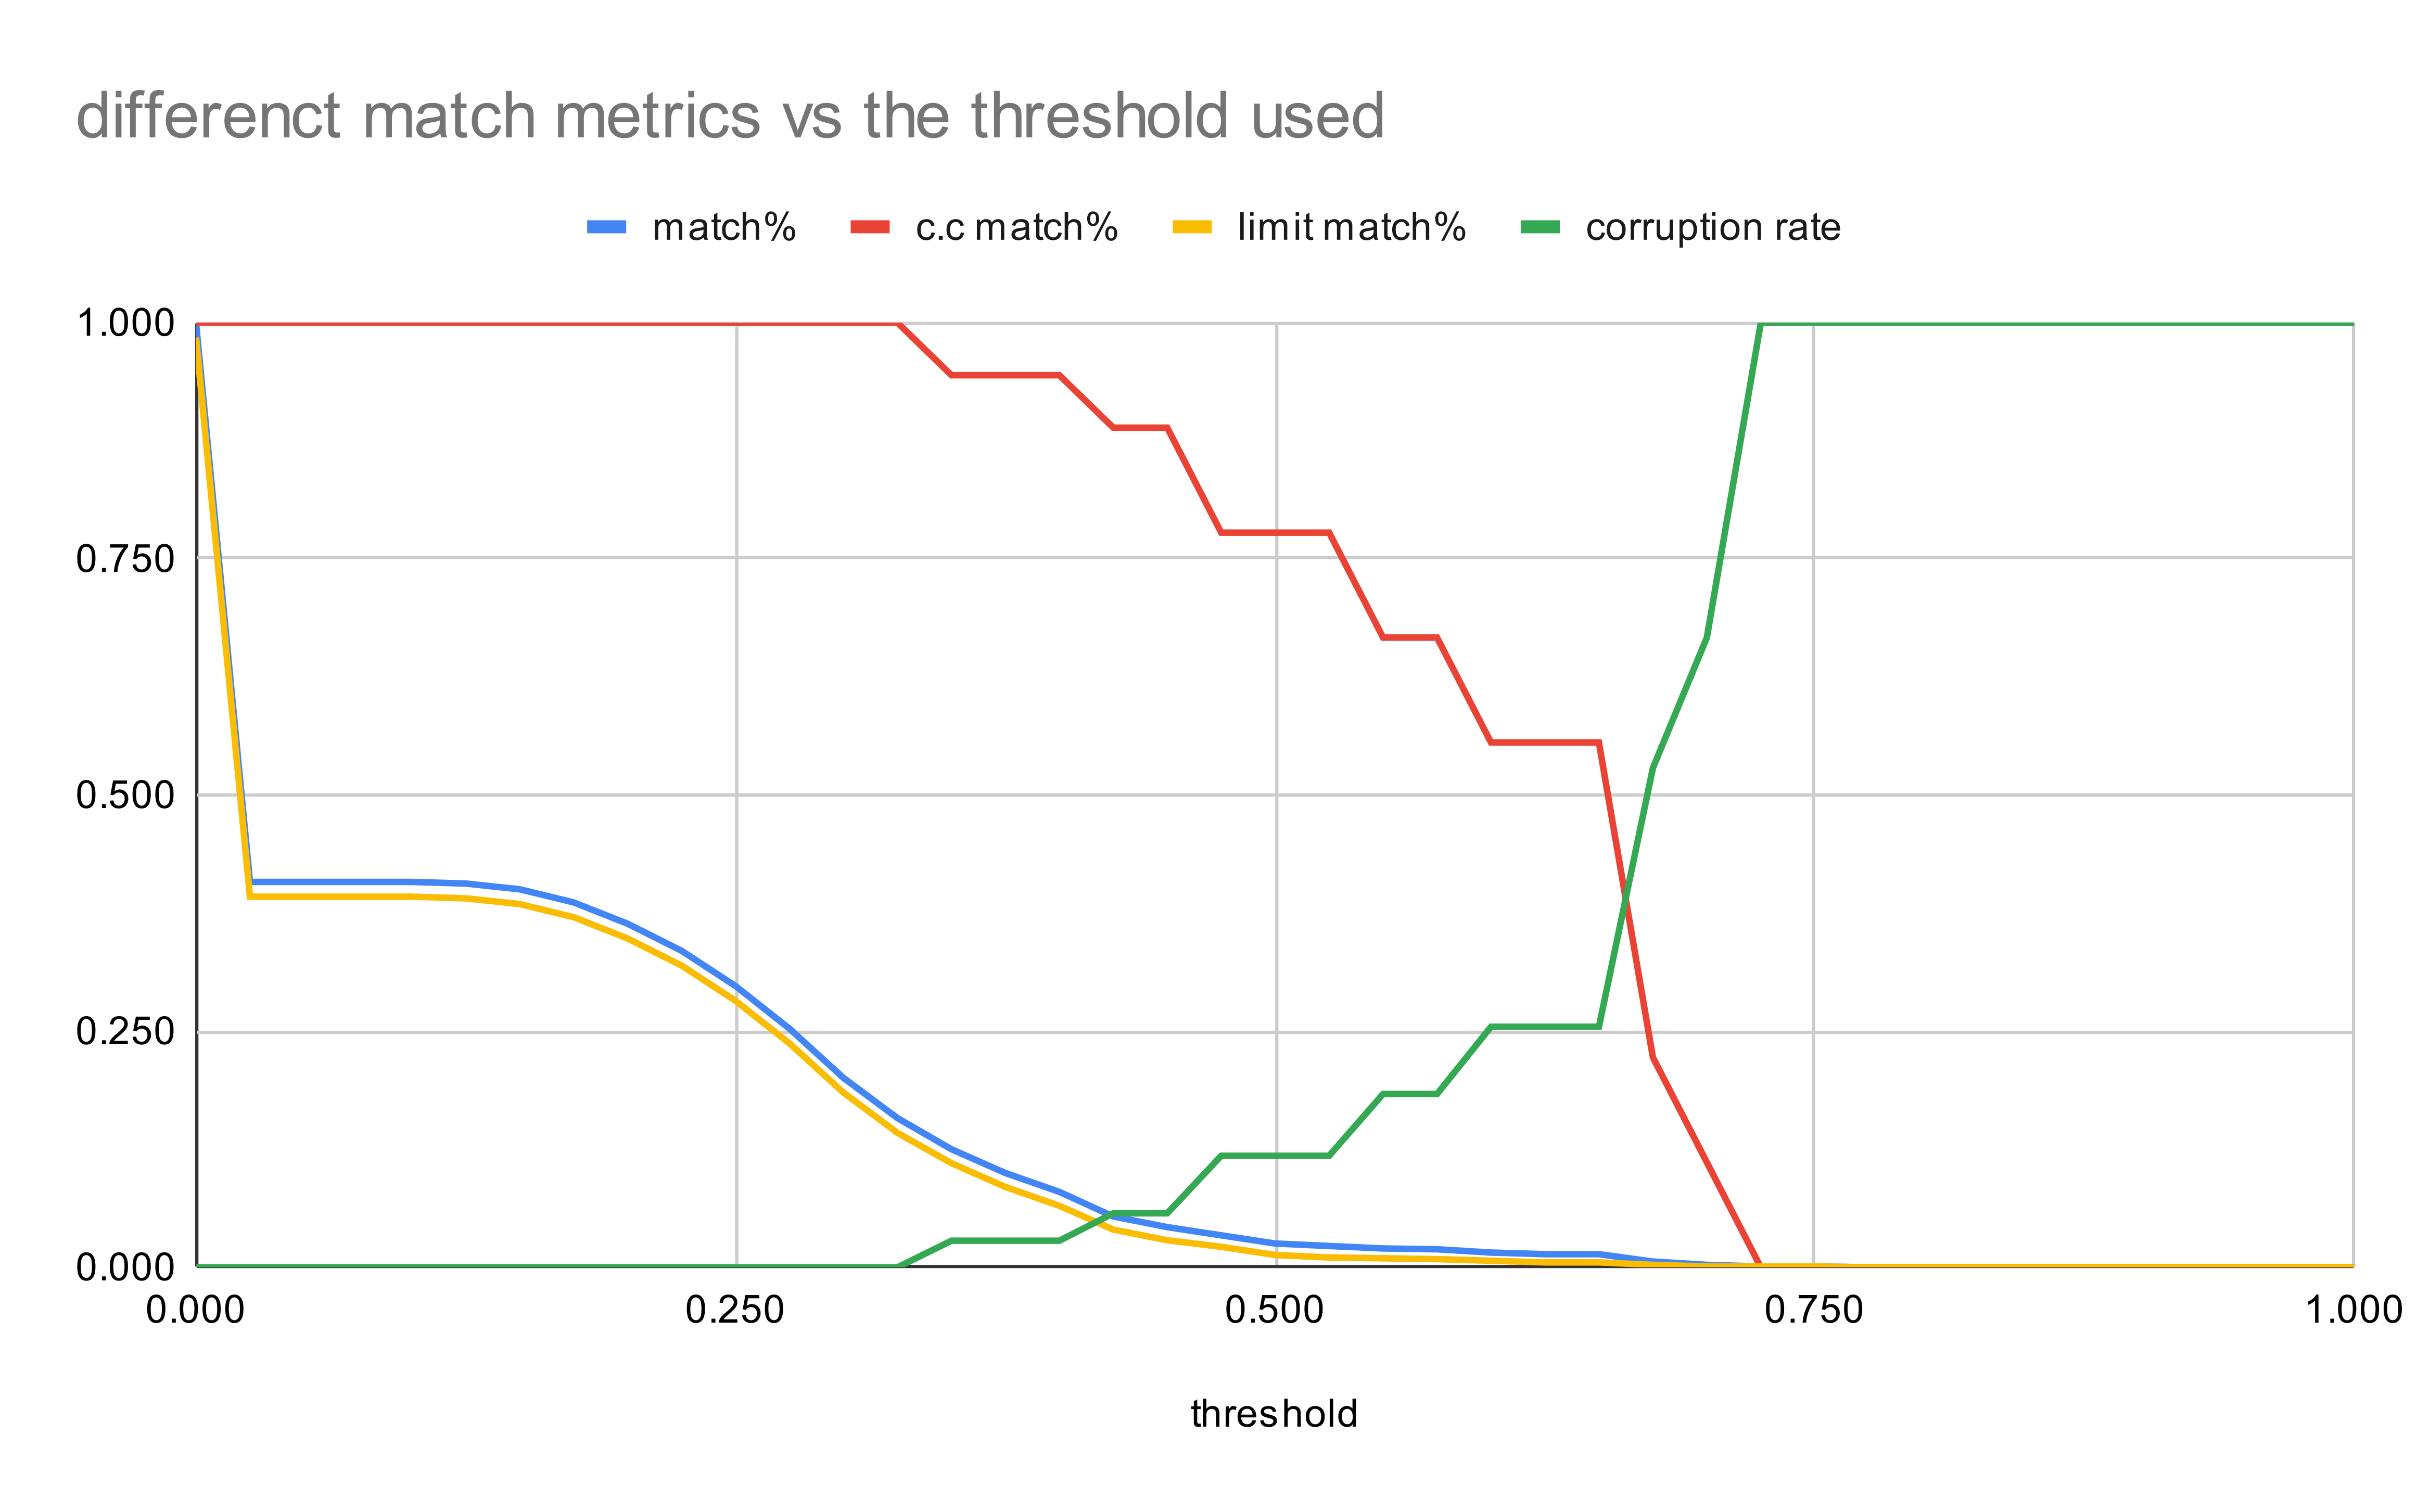 differenct match metrics vs the threshold used
match% c.c match% limit match% corruption rate
1.000
0.750
0.500
0.250
0.000
0.000 0.250 0.500 0.750 1.000
threshold